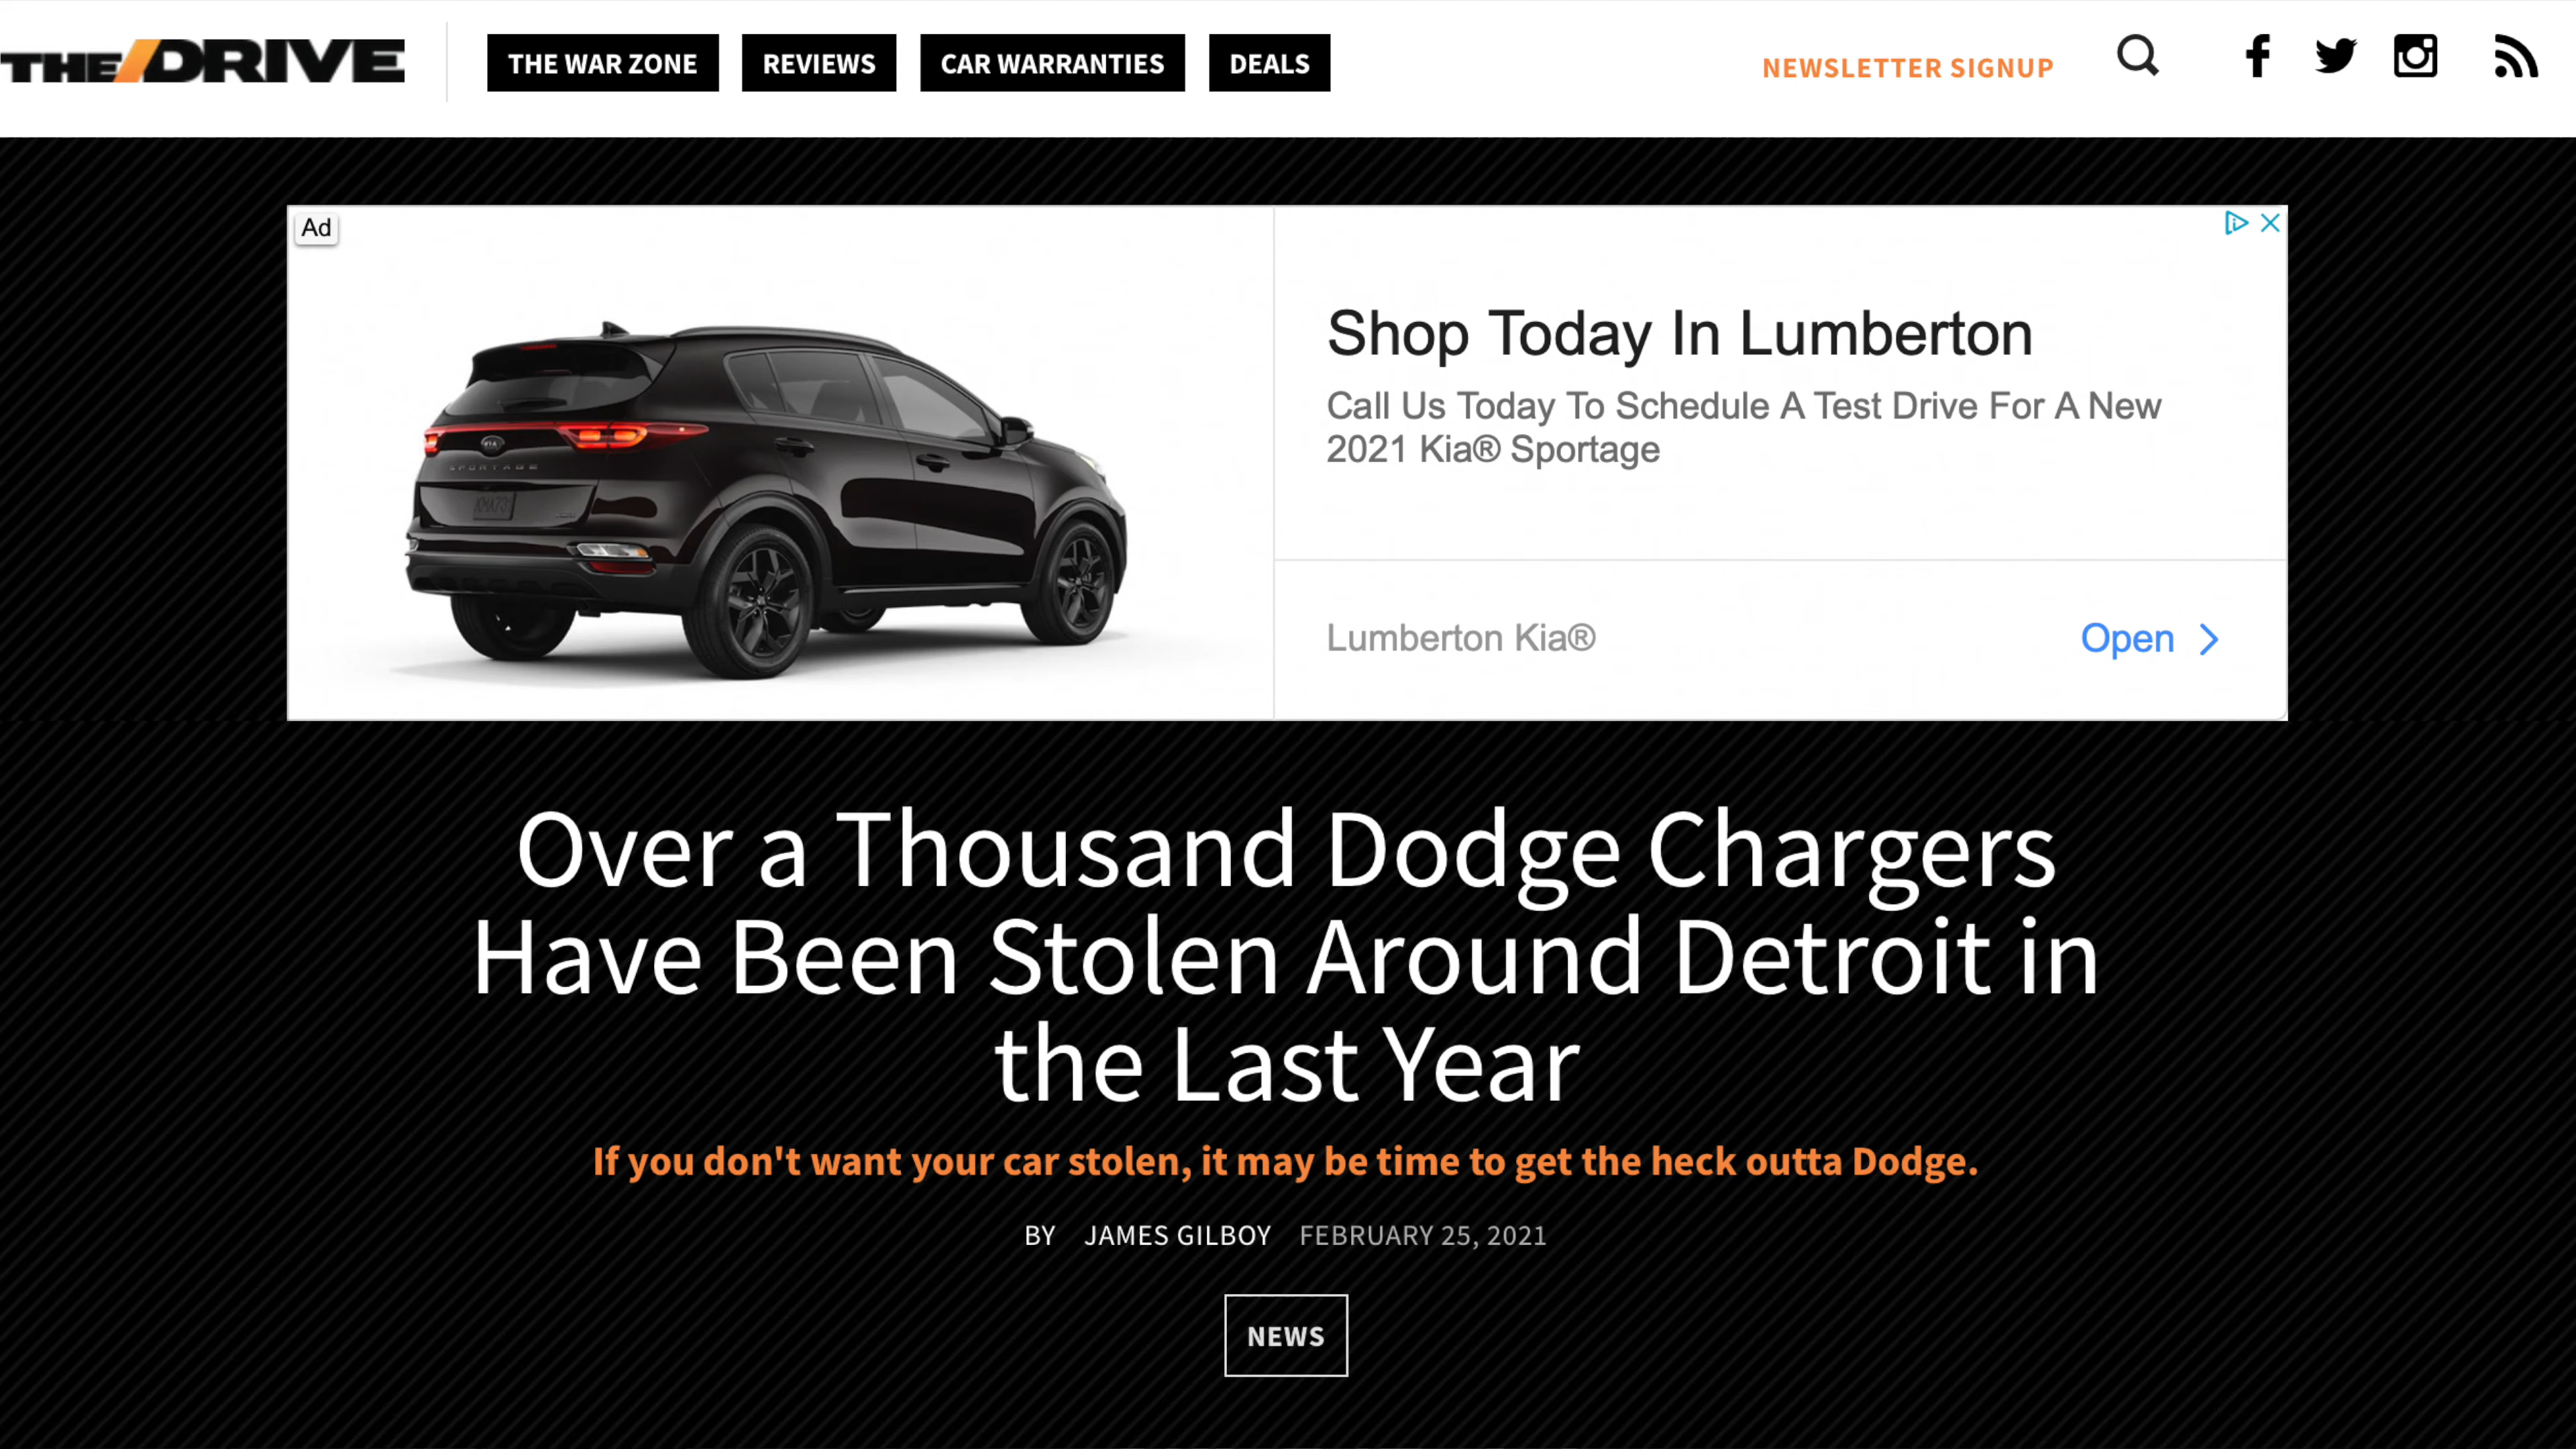 THE DRIVE
THE WAR ZONE
REVIEWS
CAR WARRANTIES
DEALS
NEWSLETTER SIGNUP
Ad
KIA
SPORTAGE
Shop Today In Lumberton
Call Us Today To Schedule A Test Drive For A New
2021 Kia® Sportage
Lumberton Kia®
Open
Over a Thousand Dodge Chargers
Have Been Stolen Around Detroit in
the Last Year
If you don't want your car stolen, it may be time to get the heck outta Dodge.
BY JAMES GILBOY FEBRUARY 25, 2021
NEWS